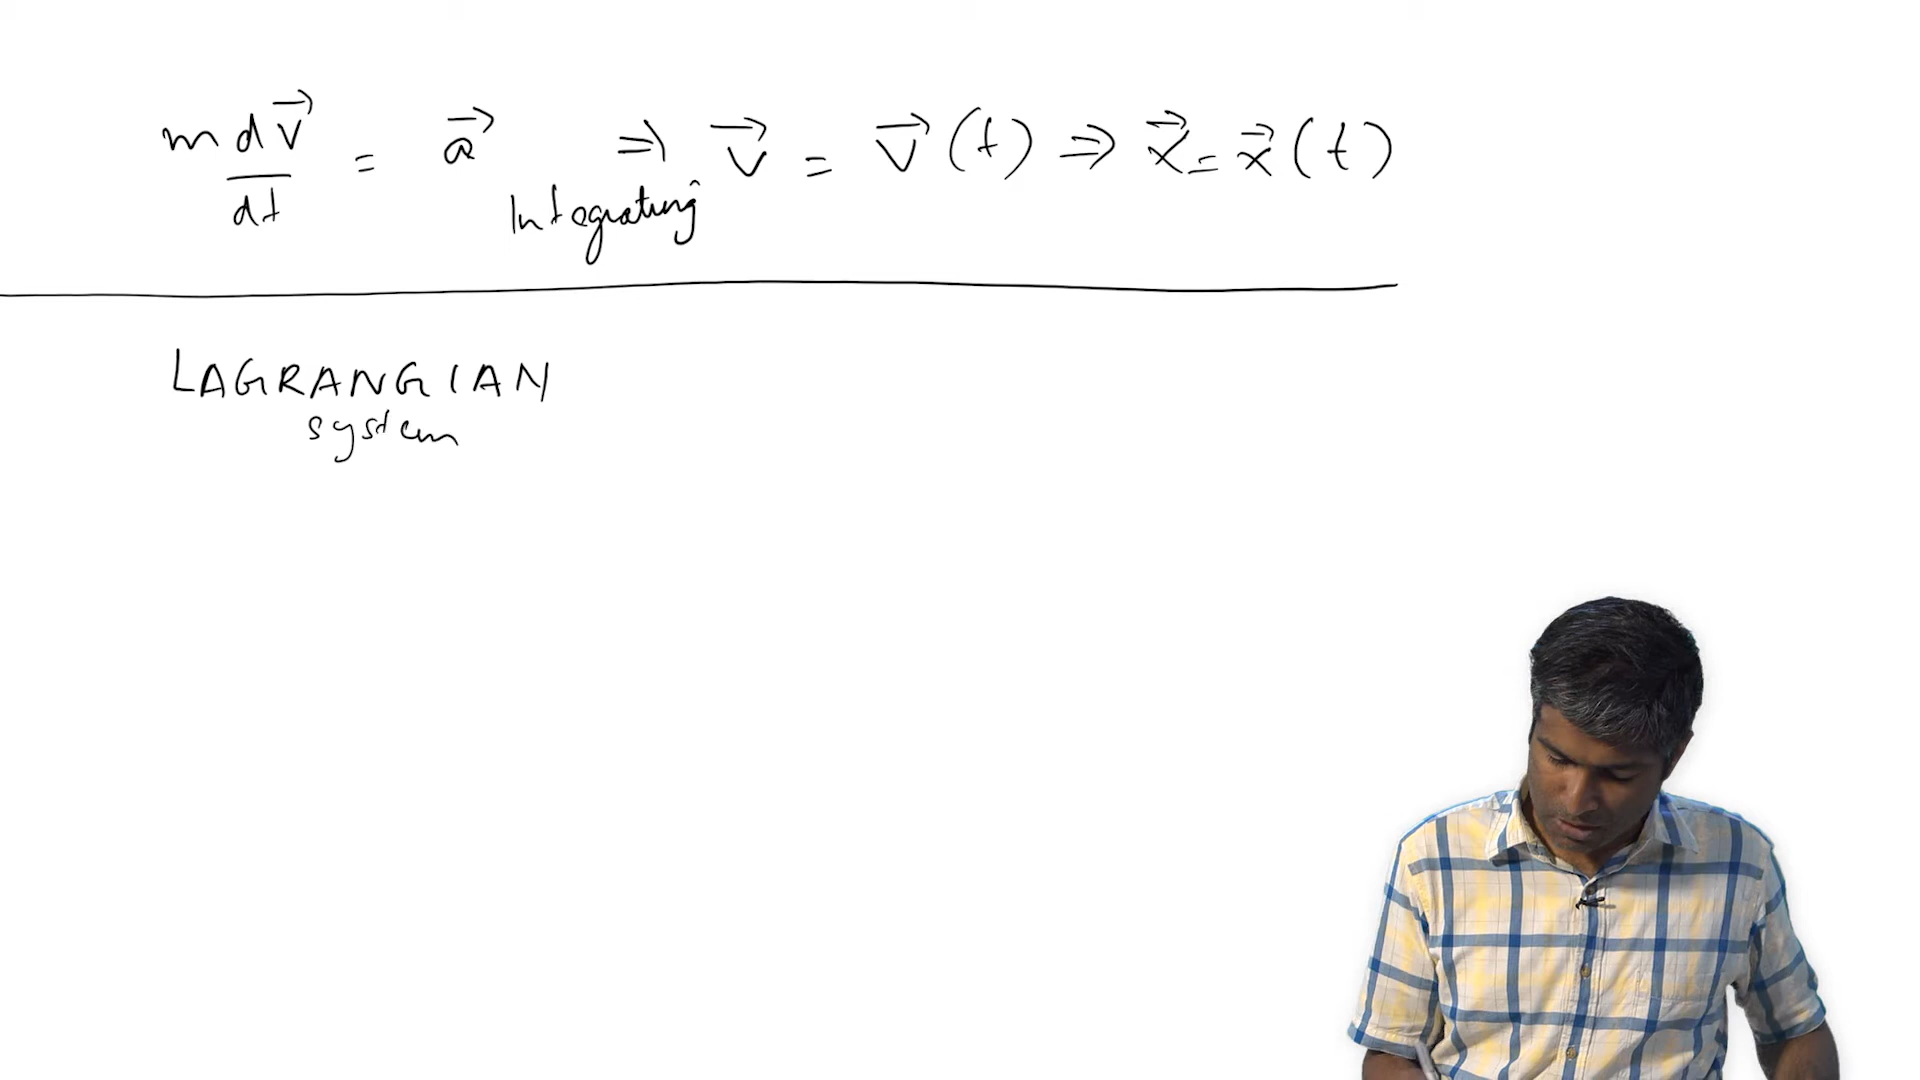 m dv⃗/dt = a⃗ ⇒ v⃗ = v⃗(t) ⇒ x⃗ = x⃗(t)
Integrating
LAGRANGIAN
system